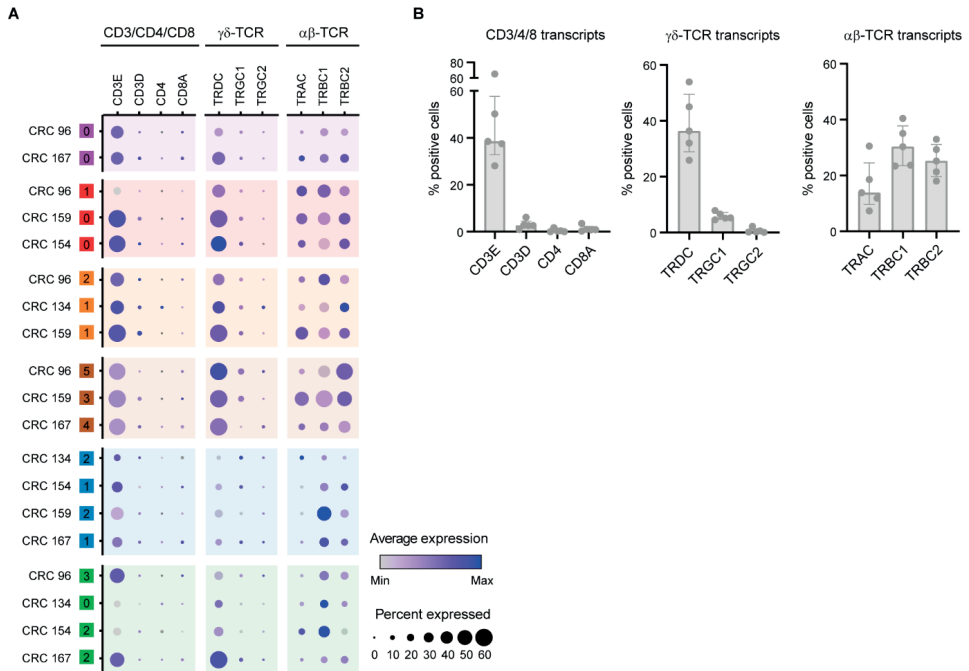 A
CD3/CD4/CD8 γδ-TCR αβ-TCR
CD3E CD3D CD4 CD8A TRDC TRGC1 TRGC2 TRAC TRBC1 TRBC2
CRC 96 0
CRC 167 0
CRC 96 1
CRC 159 0
CRC 154 0
CRC 96 2
CRC 134 1
CRC 159 1
CRC 96 5
CRC 159 3
CRC 167 4
CRC 134 2
CRC 154 1
CRC 159 2
CRC 167 1
CRC 96 3
CRC 134 0
CRC 154 2
CRC 167 2
Average expression
Min Max
Percent expressed
0 10 20 30 40 50 60
B
CD3/4/8 transcripts
% positive cells
80
60
60
40
20
0
CD3E CD3D CD4 CD8A
γδ-TCR transcripts
% positive cells
60
40
20
0
TRDC TRGC1 TRGC2
αβ-TCR transcripts
% positive cells
60
40
20
0
TRAC TRBC1 TRBC2